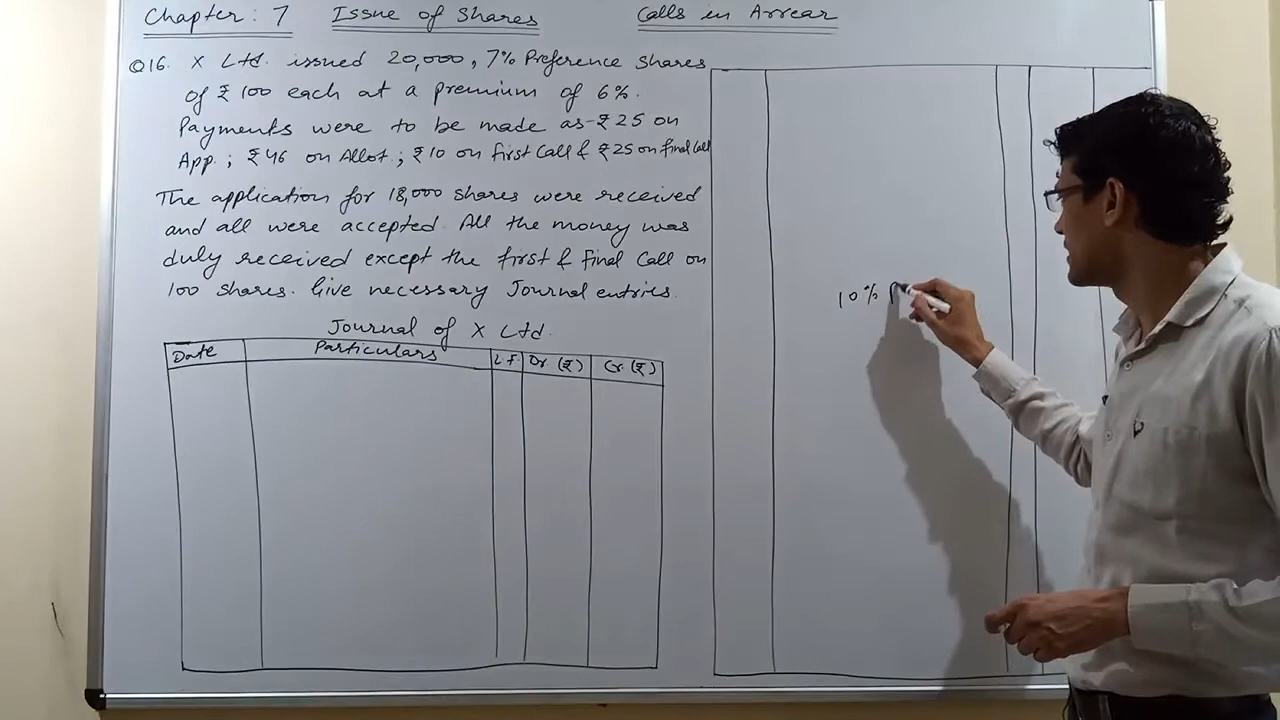 Chapter: 7 Issue of Shares Calls in Arrear
Q16. X Ltd. issued 20,000, 7% Preference Shares
of ₹ 100 each at a premium of 6%.
Payments were to be made as - ₹ 25 on
App.; ₹ 46 on Allot; ₹ 10 on first Call & ₹ 25 on final Call
The application for 18,000 shares were received
and all were accepted. All the money was
duly received except the first & final Call on
100 shares. Give necessary Journal entries.
Journal of X Ltd.
Date Particulars L.F. Dr. (₹) Cr. (₹)
10%